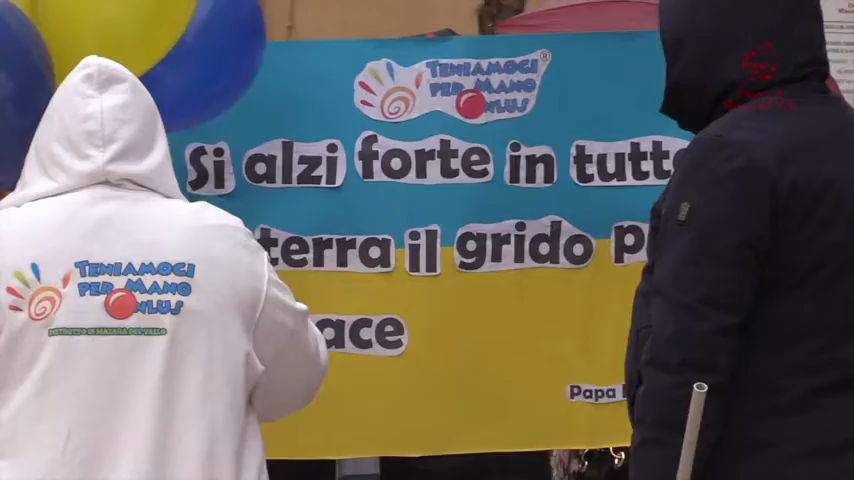 TENIAMOCI
PER MANO
ONLUS
Si alzi forte in tutt
terra il grido p
ace
Papa
TENIAMOCI
PER MANO
ONLUS
DISTRETTO DI MAZARA DEL VALLO